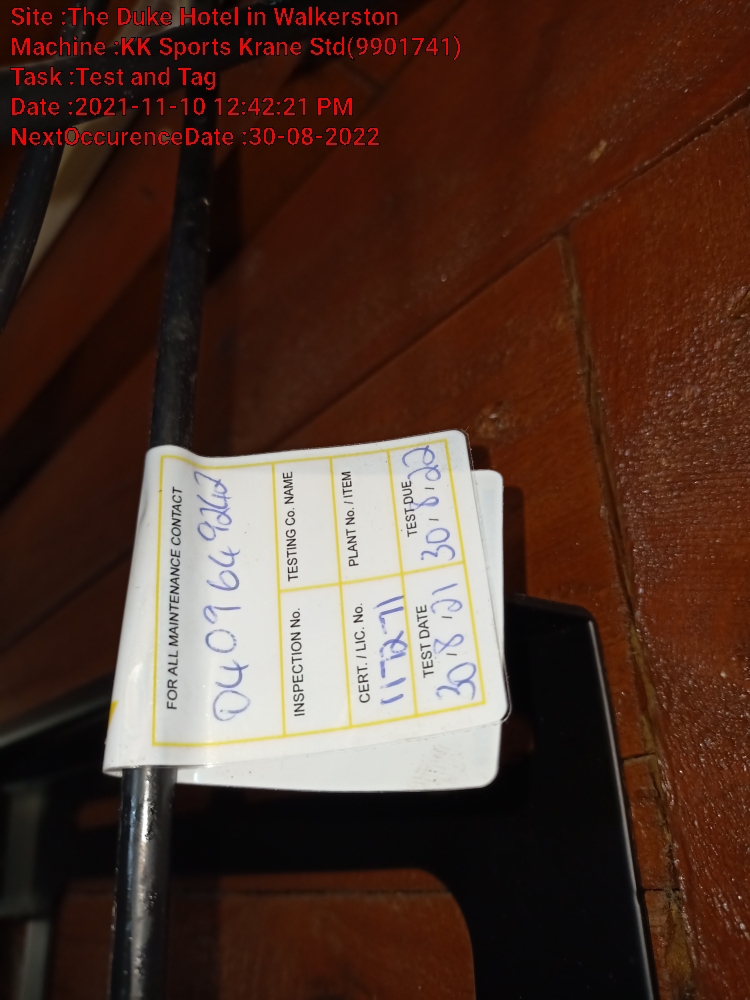 Site :The Duke Hotel in Walkerston
Machine :KK Sports Krane Std(9901741)
Task :Test and Tag
Date :2021-11-10 12:42:21 PM
NextOccurenceDate :30-08-2022
FOR ALL MAINTENANCE CONTACT
0409649242
INSPECTION No. TESTING Co. NAME
CERT. / LIC. No. PLANT No. / ITEM
117271
TEST DATE TEST DUE
30.8.21 30.8.22